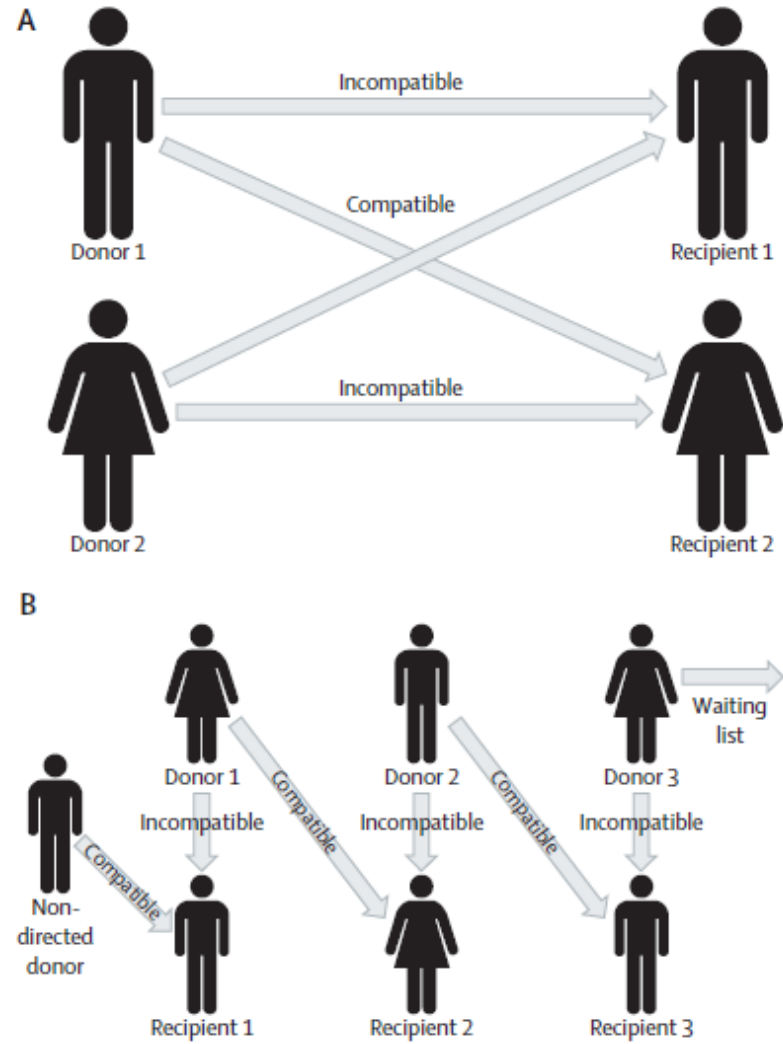 A
Incompatible
Compatible
Donor 1
Recipient 1
Incompatible
Donor 2
Recipient 2
B
Waiting
list
Donor 1
Donor 2
Donor 3
Compatible
Compatible
Incompatible
Incompatible
Incompatible
Compatible
Non-
directed
donor
Recipient 1
Recipient 2
Recipient 3